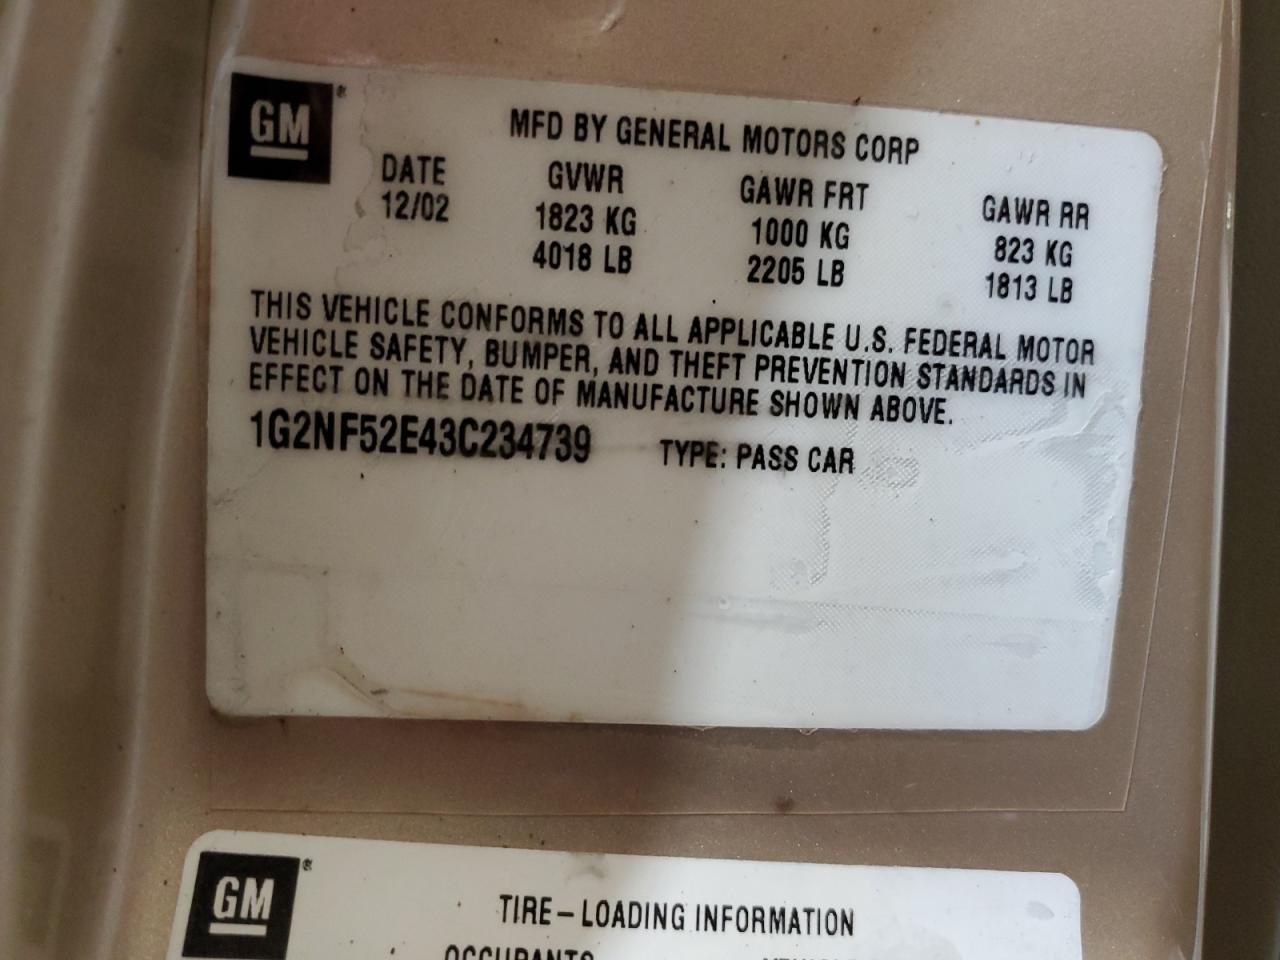 GM®
MFD BY GENERAL MOTORS CORP
DATE GVWR GAWR FRT GAWR RR
12/02 1823 KG 1000 KG 823 KG
4018 LB 2205 LB 1813 LB
THIS VEHICLE CONFORMS TO ALL APPLICABLE U.S. FEDERAL MOTOR
VEHICLE SAFETY, BUMPER, AND THEFT PREVENTION STANDARDS IN
EFFECT ON THE DATE OF MANUFACTURE SHOWN ABOVE.
1G2NF52E43C234739 TYPE: PASS CAR
GM®
TIRE-LOADING INFORMATION
OCCUPANTS